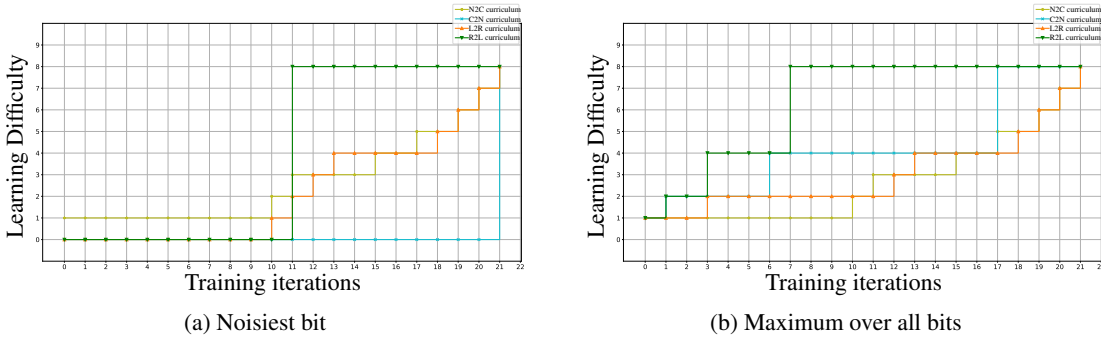 N2C curriculum
C2N curriculum
L2R curriculum
R2L curriculum
Learning Difficulty
9
8
7
6
5
4
3
2
1
0
0 1 2 3 4 5 6 7 8 9 10 11 12 13 14 15 16 17 18 19 20 21 22
Training iterations
(a) Noisiest bit
N2C curriculum
C2N curriculum
L2R curriculum
R2L curriculum
Learning Difficulty
9
8
7
6
5
4
3
2
1
0
0 1 2 3 4 5 6 7 8 9 10 11 12 13 14 15 16 17 18 19 20 21
Training iterations
(b) Maximum over all bits